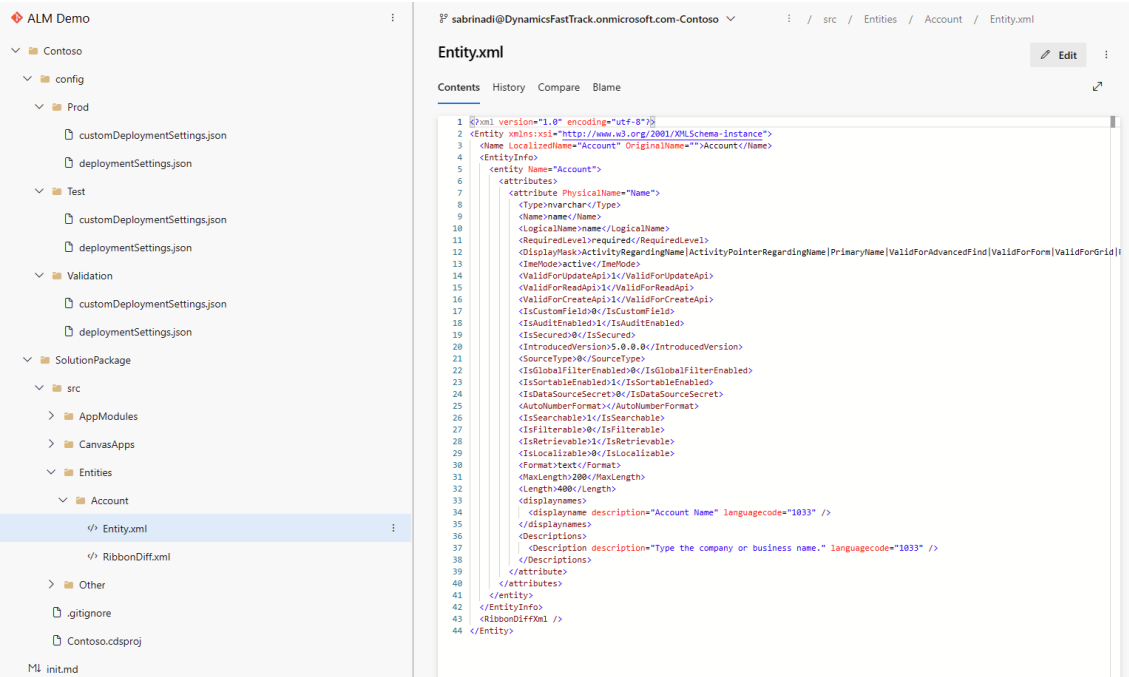 ALM Demo
Contoso
config
Prod
customDeploymentSettings.json
deploymentSettings.json
Test
customDeploymentSettings.json
deploymentSettings.json
Validation
customDeploymentSettings.json
deploymentSettings.json
SolutionPackage
src
AppModules
CanvasApps
Entities
Account
</> Entity.xml
</> RibbonDiff.xml
Other
.gitignore
Contoso.cdsproj
M↓ init.md
sabrinadi@DynamicsFastTrack.onmicrosoft.com-Contoso
/ src / Entities / Account / Entity.xml
Entity.xml
Edit
Contents History Compare Blame
1 <?xml version="1.0" encoding="utf-8"?>
2 <Entity xmlns:xsi="http://www.w3.org/2001/XMLSchema-instance">
3 <Name LocalizedName="Account" OriginalName="">Account</Name>
4 <EntityInfo>
5 <entity Name="Account">
6 <attributes>
7 <attribute PhysicalName="Name">
8 <Type>nvarchar</Type>
9 <Name>name</Name>
10 <LogicalName>name</LogicalName>
11 <RequiredLevel>required</RequiredLevel>
12 <DisplayMask>ActivityRegardingName|ActivityPointerRegardingName|PrimaryName|ValidForAdvancedFind|ValidForForm|ValidForGrid|
13 <ImeMode>active</ImeMode>
14 <ValidForUpdateApi>1</ValidForUpdateApi>
15 <ValidForReadApi>1</ValidForReadApi>
16 <ValidForCreateApi>1</ValidForCreateApi>
17 <IsCustomField>0</IsCustomField>
18 <IsAuditEnabled>1</IsAuditEnabled>
19 <IsSecured>0</IsSecured>
20 <IntroducedVersion>5.0.0.0</IntroducedVersion>
21 <SourceType>0</SourceType>
22 <IsGlobalFilterEnabled>0</IsGlobalFilterEnabled>
23 <IsSortableEnabled>1</IsSortableEnabled>
24 <IsDataSourceSecret>0</IsDataSourceSecret>
25 <AutoNumberFormat></AutoNumberFormat>
26 <IsSearchable>1</IsSearchable>
27 <IsFilterable>0</IsFilterable>
28 <IsRetrievable>1</IsRetrievable>
29 <IsLocalizable>0</IsLocalizable>
30 <Format>text</Format>
31 <MaxLength>200</MaxLength>
32 <Length>400</Length>
33 <displaynames>
34 <displayname description="Account Name" languagecode="1033" />
35 </displaynames>
36 <Descriptions>
37 <Description description="Type the company or business name." languagecode="1033" />
38 </Descriptions>
39 </attribute>
40 </attributes>
41 </entity>
42 </EntityInfo>
43 <RibbonDiffXml />
44 </Entity>